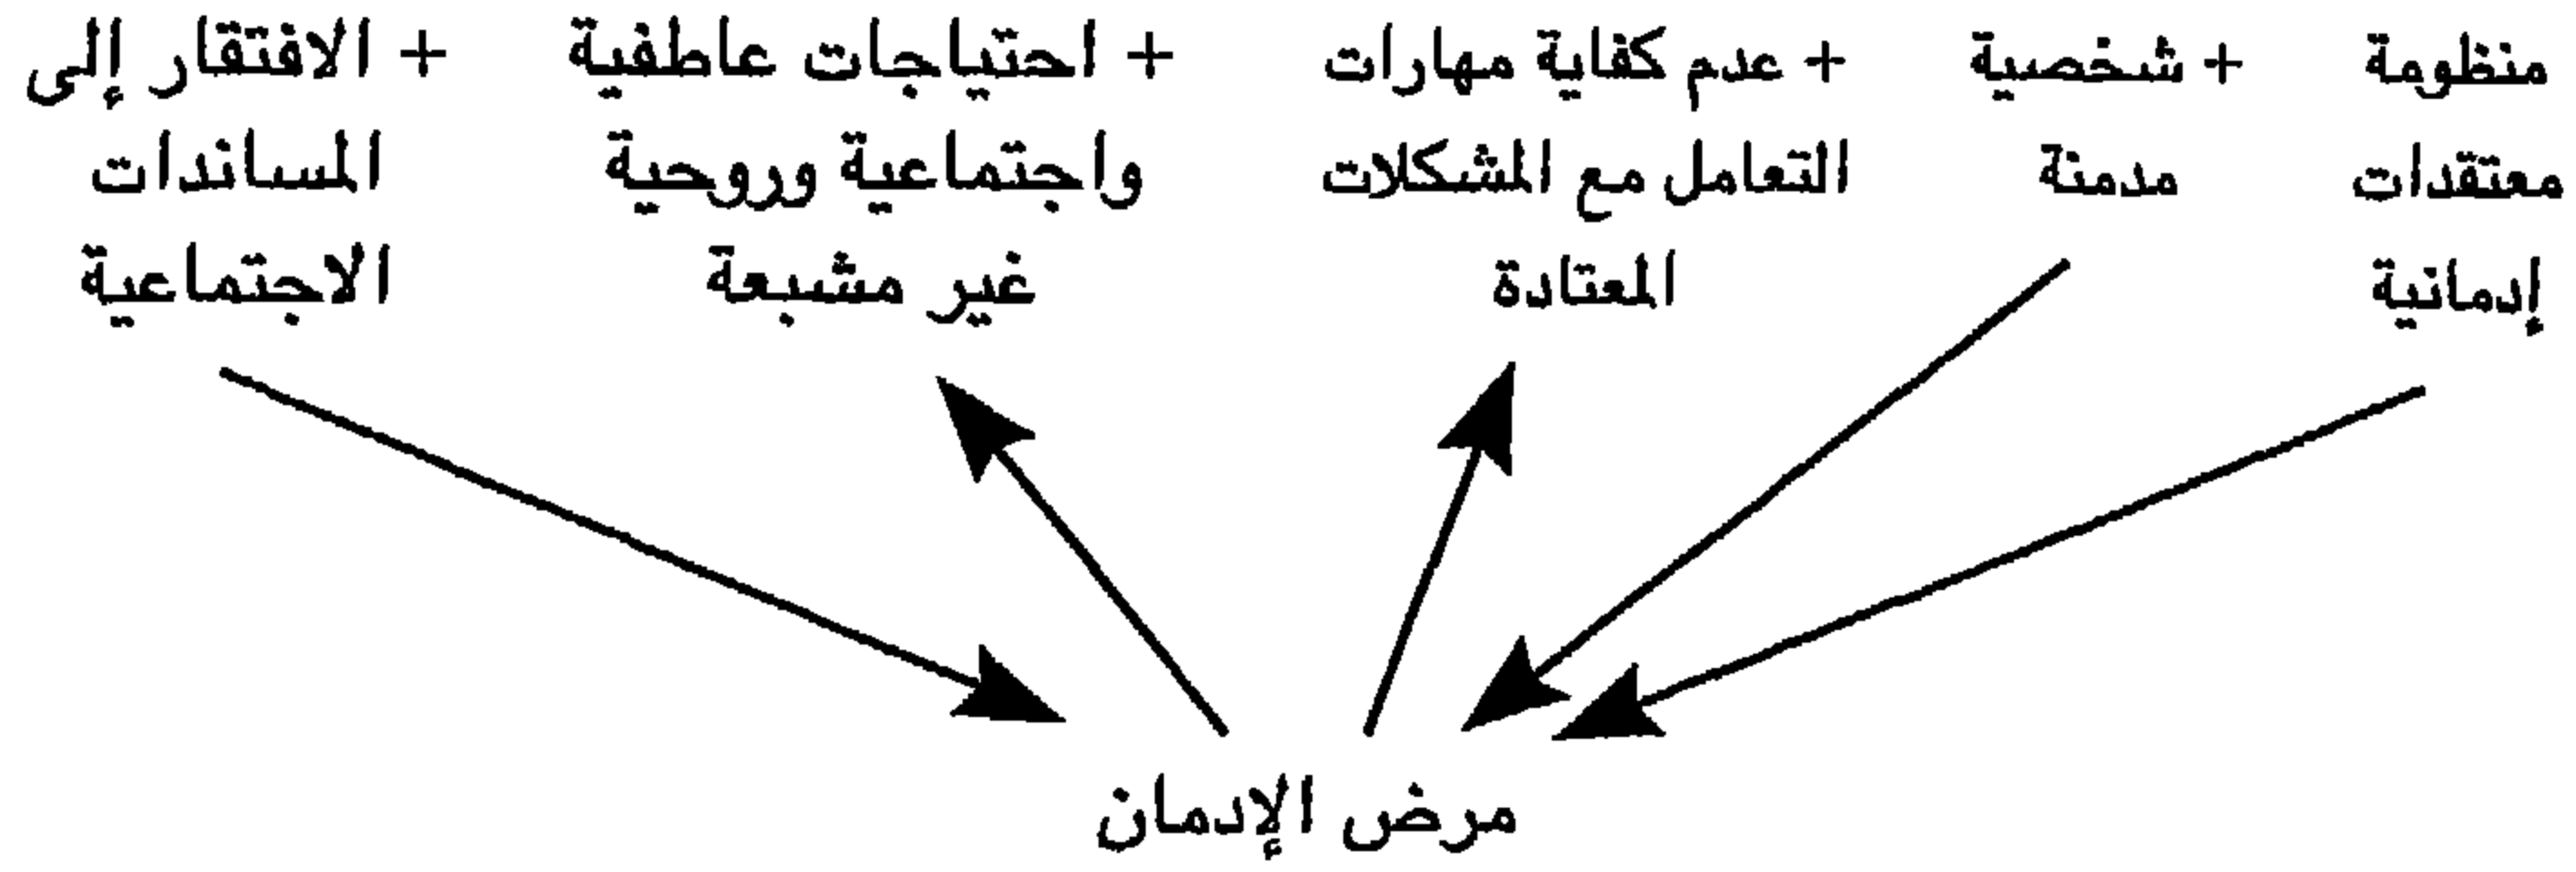 منظومة
معتقدات
إدمانية
+ شخصية
مدمنة
+ عدم كفاية مهارات
التعامل مع المشكلات
المعتادة
+ احتياجات عاطفية
واجتماعية وروحية
غير مشبعة
+ الافتقار إلى
المساندات
الاجتماعية
مرض الإدمان